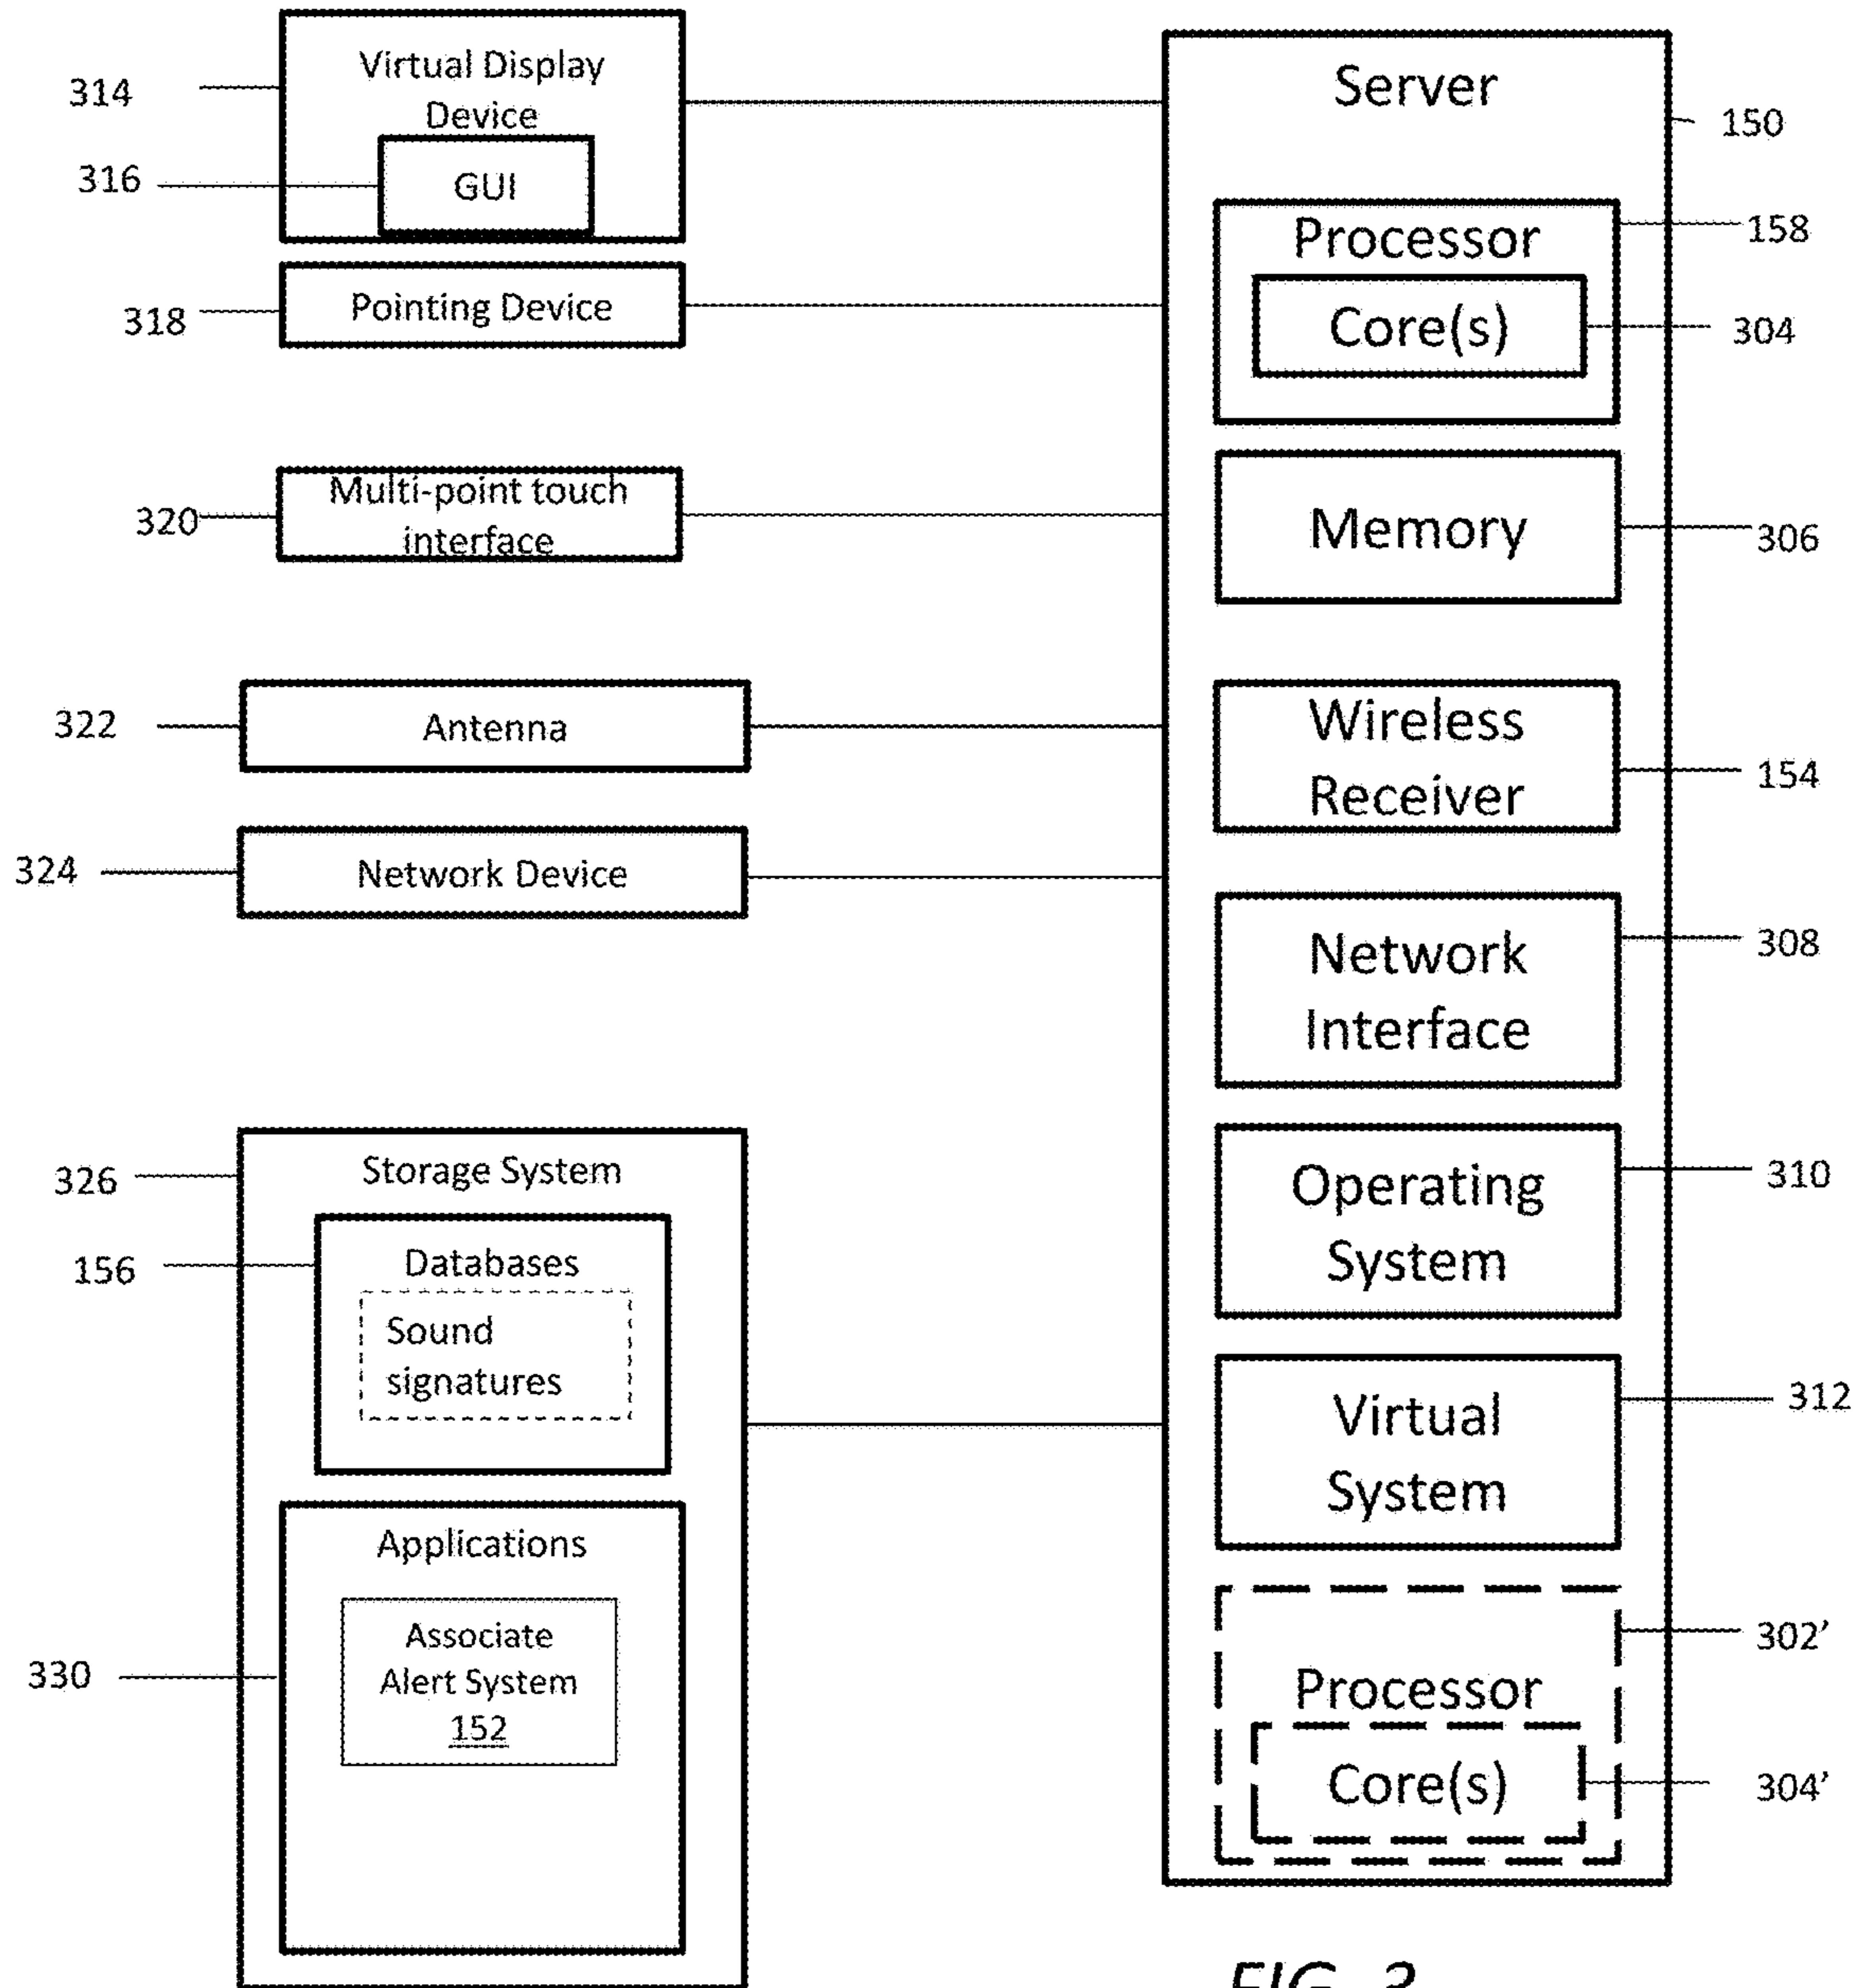 314
Virtual Display
Device
316
GUI
318
Pointing Device
320
Multi-point touch
interface
322
Antenna
324
Network Device
326
Storage System
156
Databases
Sound
signatures
Applications
330
Associate
Alert System
152
Server
150
Processor
158
Core(s)
304
Memory
306
Wireless
Receiver
154
Network
Interface
308
Operating
System
310
Virtual
System
312
302’
Processor
Core(s)
304’
FIG. 3